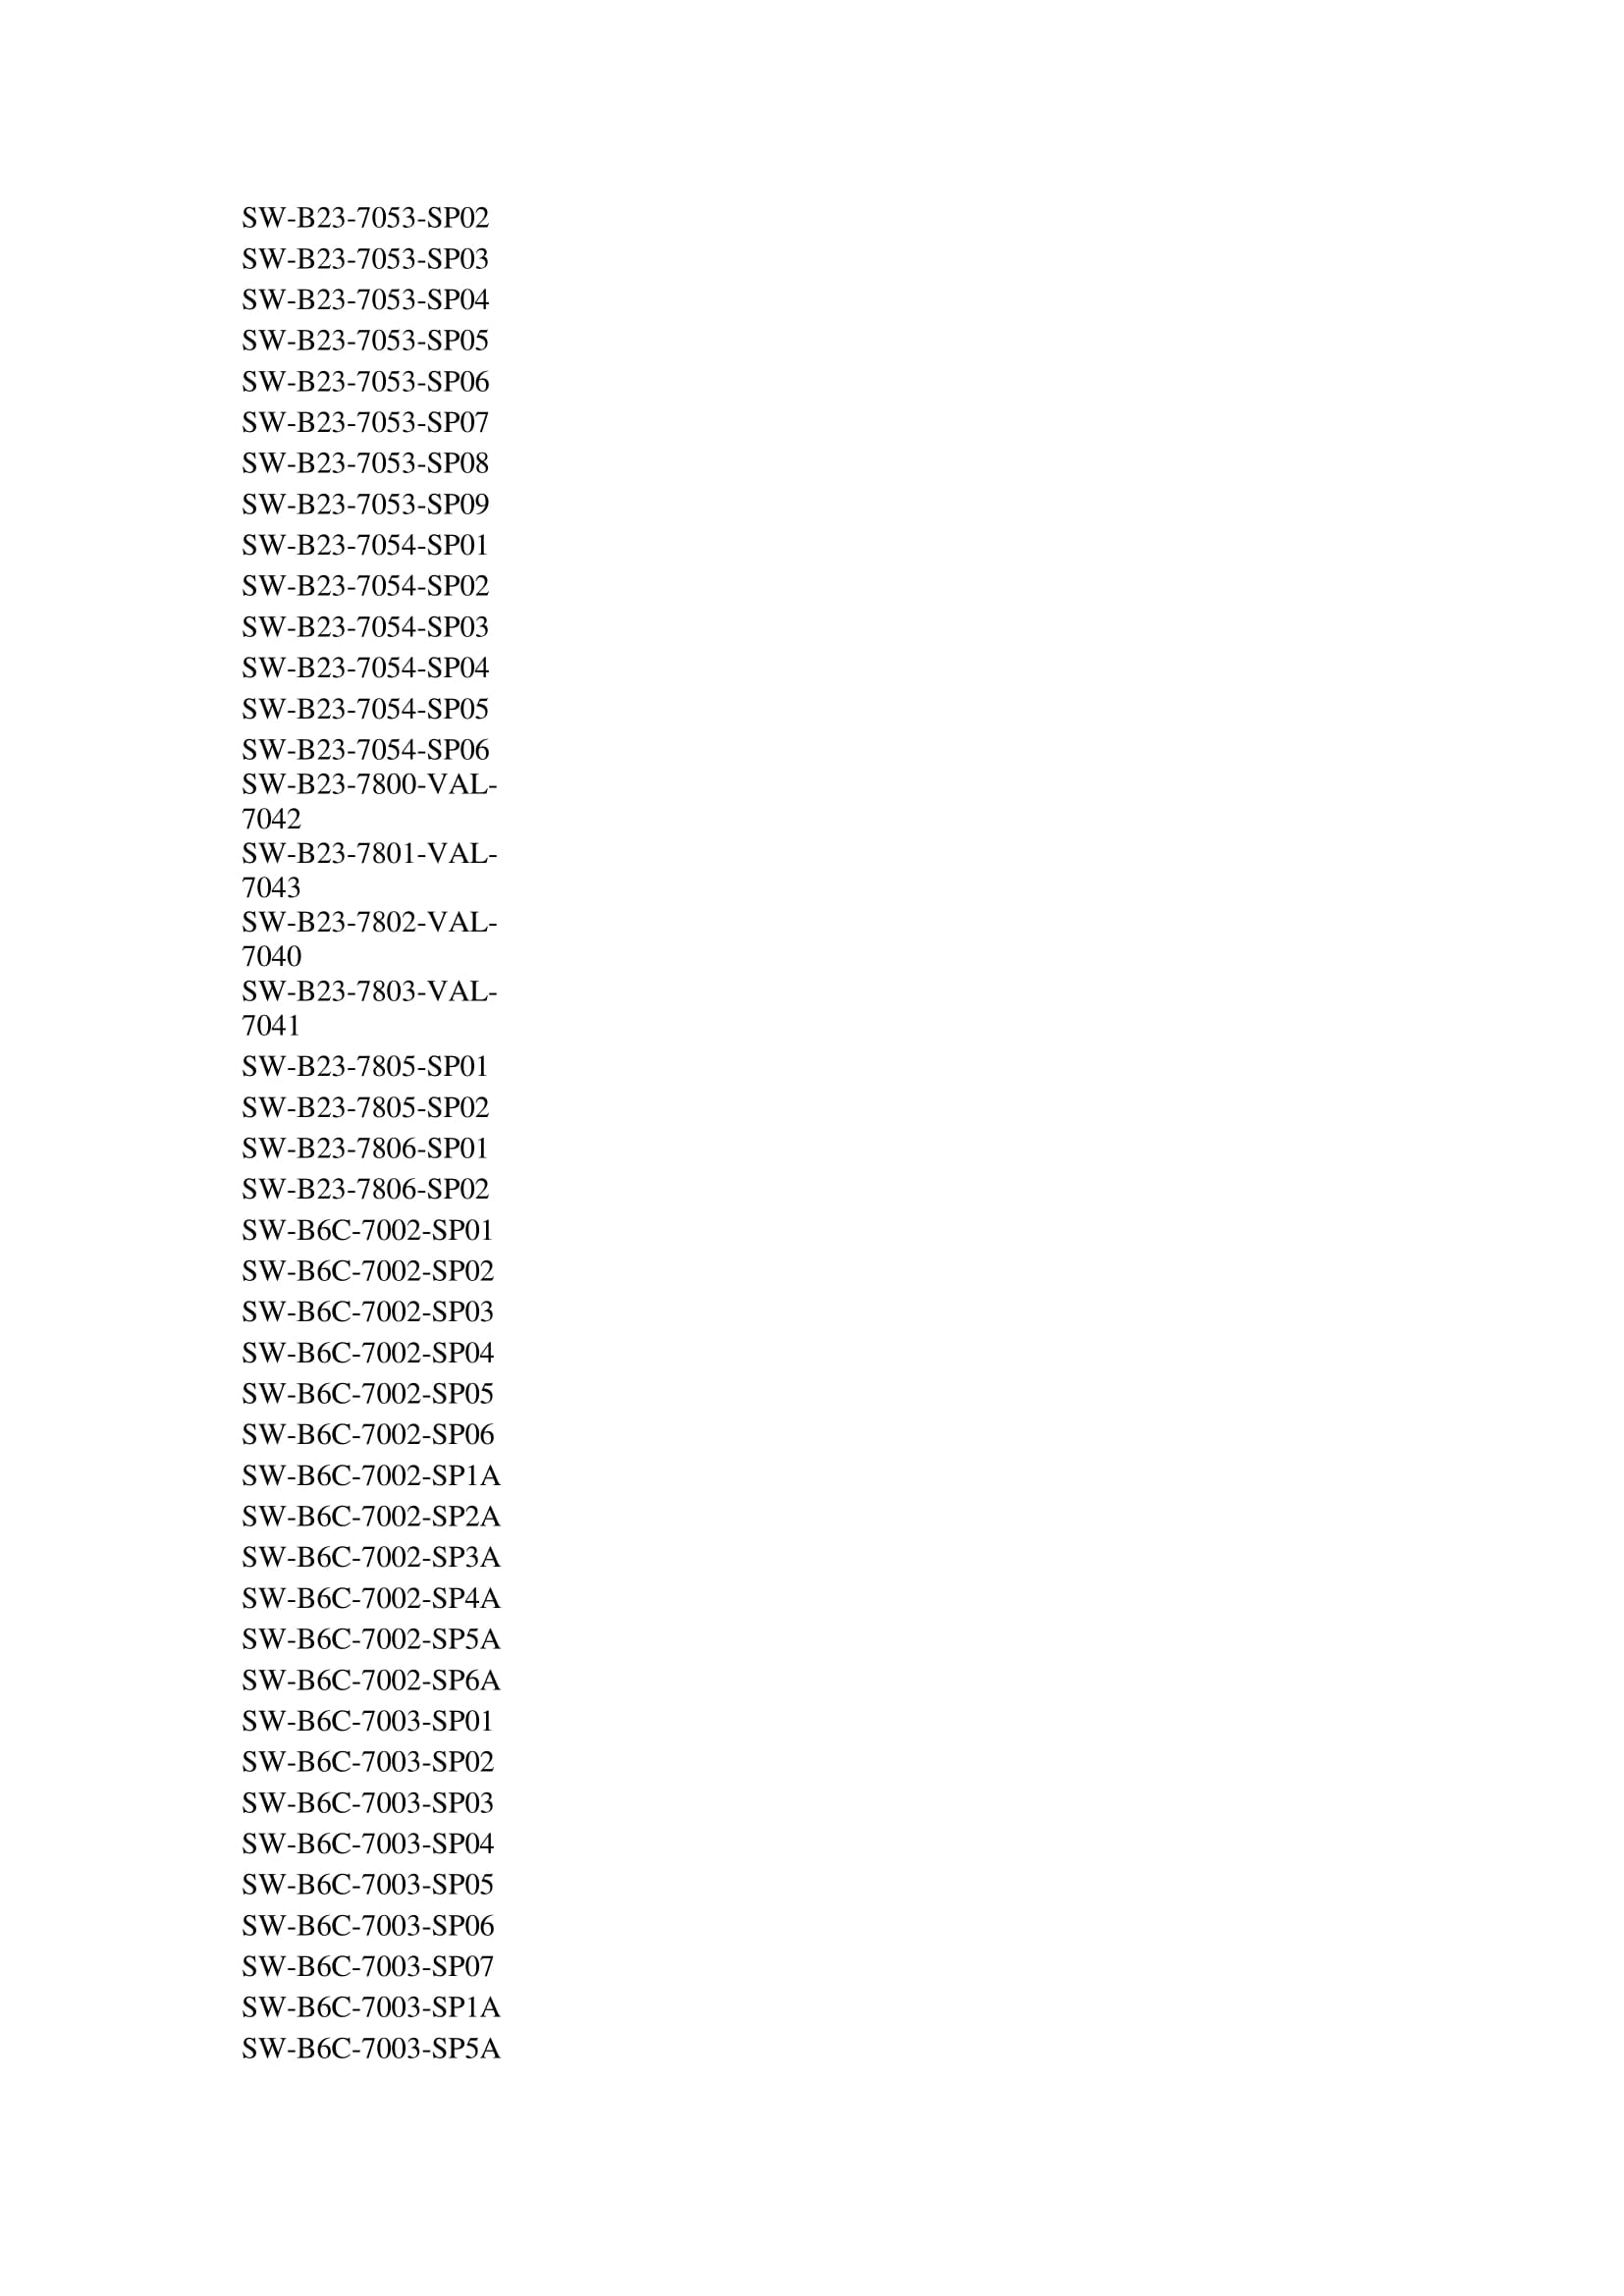 SW-B23-7053-SP02
SW-B23-7053-SP03
SW-B23-7053-SP04
SW-B23-7053-SP05
SW-B23-7053-SP06
SW-B23-7053-SP07
SW-B23-7053-SP08
SW-B23-7053-SP09
SW-B23-7054-SP01
SW-B23-7054-SP02
SW-B23-7054-SP03
SW-B23-7054-SP04
SW-B23-7054-SP05
SW-B23-7054-SP06
SW-B23-7800-VAL-
7042
SW-B23-7801-VAL-
7043
SW-B23-7802-VAL-
7040
SW-B23-7803-VAL-
7041
SW-B23-7805-SP01
SW-B23-7805-SP02
SW-B23-7806-SP01
SW-B23-7806-SP02
SW-B6C-7002-SP01
SW-B6C-7002-SP02
SW-B6C-7002-SP03
SW-B6C-7002-SP04
SW-B6C-7002-SP05
SW-B6C-7002-SP06
SW-B6C-7002-SP1A
SW-B6C-7002-SP2A
SW-B6C-7002-SP3A
SW-B6C-7002-SP4A
SW-B6C-7002-SP5A
SW-B6C-7002-SP6A
SW-B6C-7003-SP01
SW-B6C-7003-SP02
SW-B6C-7003-SP03
SW-B6C-7003-SP04
SW-B6C-7003-SP05
SW-B6C-7003-SP06
SW-B6C-7003-SP07
SW-B6C-7003-SP1A
SW-B6C-7003-SP5A